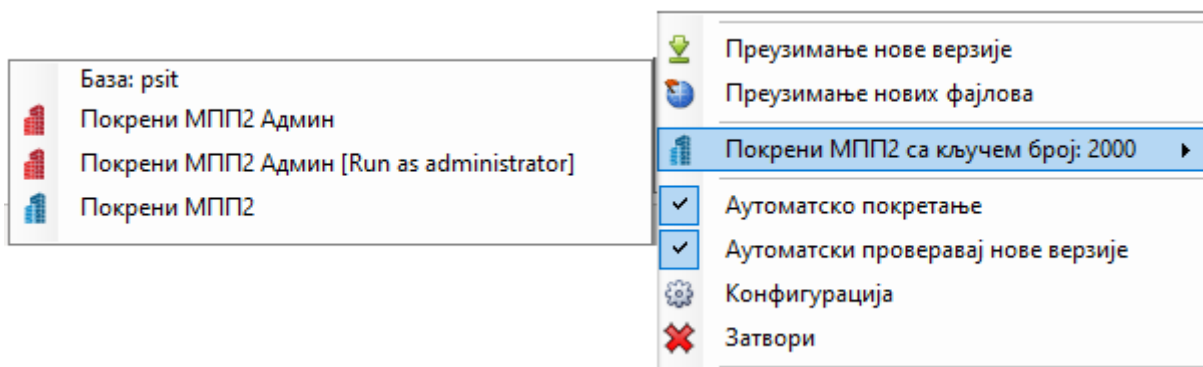 База: psit
Покрени МПП2 Админ
Покрени МПП2 Админ [Run as administrator]
Покрени МПП2
Преузимање нове верзије
Преузимање нових фајлова
Покрени МПП2 са кључем број: 2000
Аутоматско покретање
Аутоматски проверавај нове верзије
Конфигурација
Затвори